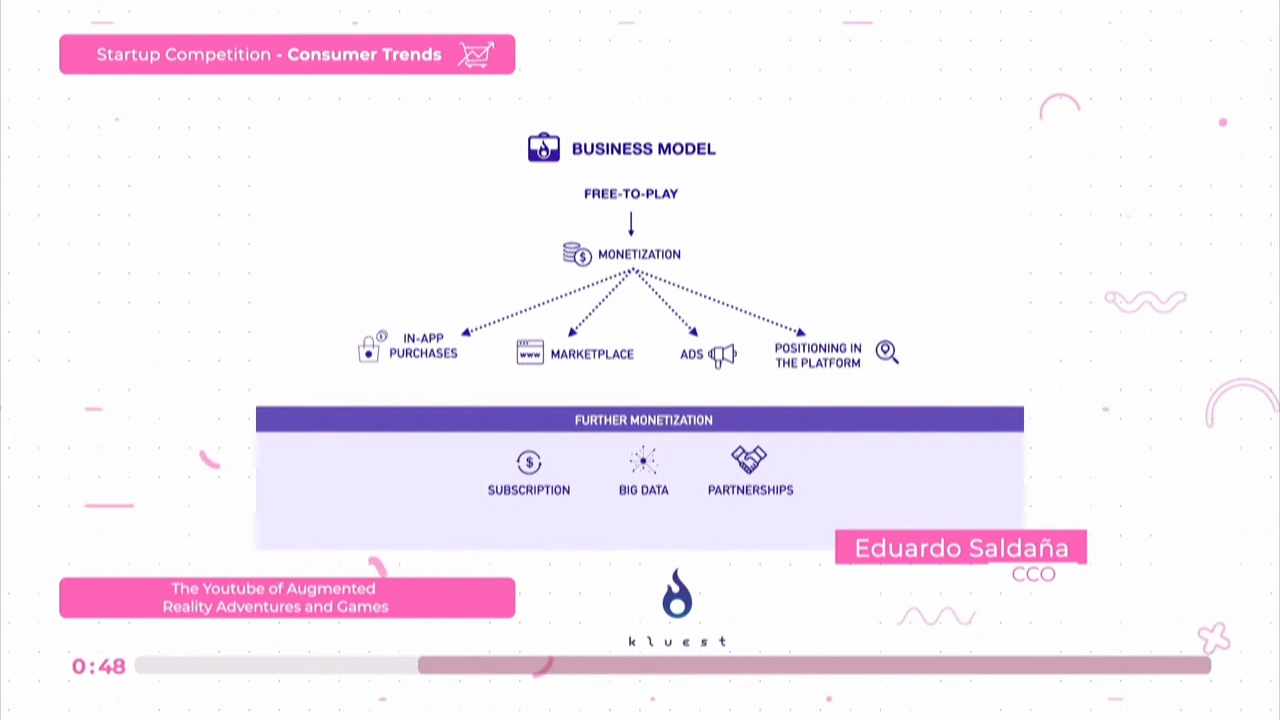 Startup Competition - Consumer Trends
BUSINESS MODEL
FREE-TO-PLAY
$ MONETIZATION
IN-APP
PURCHASES
www MARKETPLACE
ADS
POSITIONING IN
THE PLATFORM
FURTHER MONETIZATION
$
SUBSCRIPTION
BIG DATA
PARTNERSHIPS
Eduardo Saldaña
CCO
The Youtube of Augmented
Reality Adventures and Games
kluest
0:48